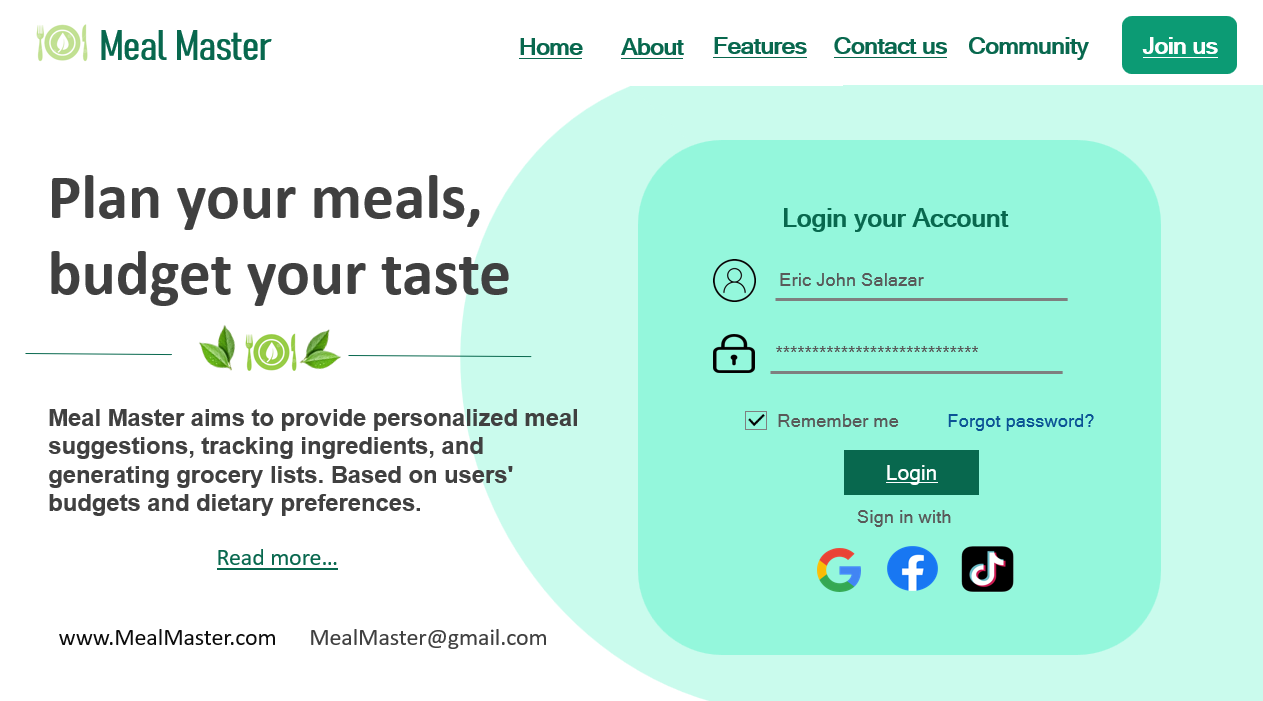 Meal Master
Home About Features Contact us Community Join us
Plan your meals,
budget your taste
Meal Master aims to provide personalized meal
suggestions, tracking ingredients, and
generating grocery lists. Based on users'
budgets and dietary preferences.
Read more...
www.MealMaster.com MealMaster@gmail.com
Login your Account
Eric John Salazar
****************************
Remember me Forgot password?
Login
Sign in with